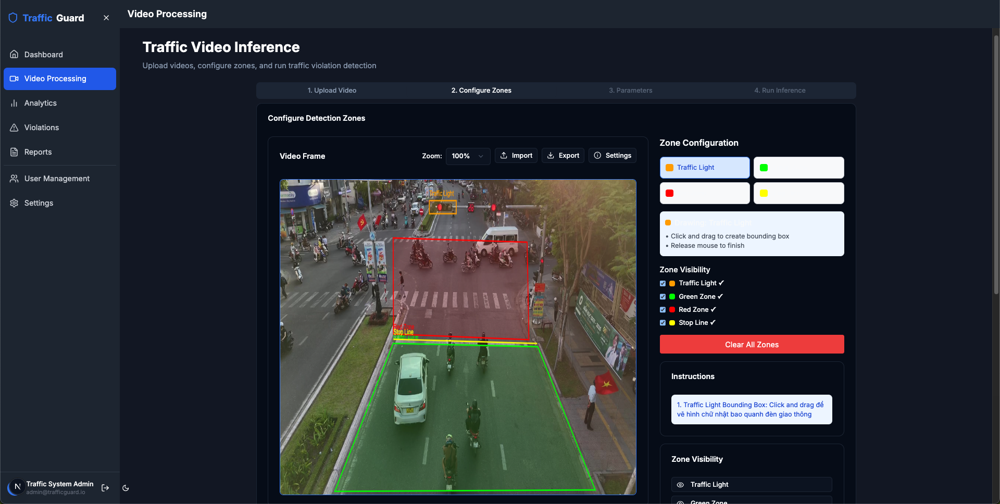 Traffic Guard
Video Processing
Dashboard
Video Processing
Analytics
Violations
Reports
User Management
Settings
Traffic System Admin
admin@trafficguard.io
N
Traffic Video Inference
Upload videos, configure zones, and run traffic violation detection
1. Upload Video
2. Configure Zones
3. Parameters
4. Run Inference
Configure Detection Zones
Video Frame
Zoom:
100%
Import
Export
Settings
Traffic Light
Red Zone
Stop Line
Green Zone
Zone Configuration
Traffic Light
Drawing: Traffic Light
• Click and drag to create bounding box
• Release mouse to finish
Zone Visibility
Traffic Light ✓
Green Zone ✓
Red Zone ✓
Stop Line ✓
Clear All Zones
Instructions
1. Traffic Light Bounding Box: Click and drag để
vẽ hình chữ nhật bao quanh đèn giao thông
Zone Visibility
Traffic Light
Green Zone